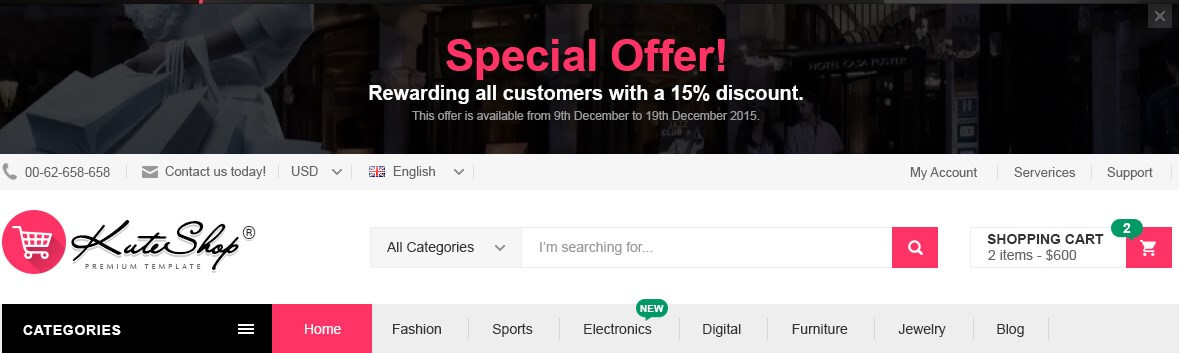 Special Offer!
Rewarding all customers with a 15% discount.
This offer is available from 9th December to 19th December 2015.
HOTEL CASA FUSTER
00-62-658-658
Contact us today!
USD
English
My Account
Serverices
Support
KuteShop®
PREMIUM TEMPLATE
All Categories
I'm searching for...
SHOPPING CART
2 items - $600
2
CATEGORIES
Home
Fashion
Sports
Electronics
NEW
Digital
Furniture
Jewelry
Blog